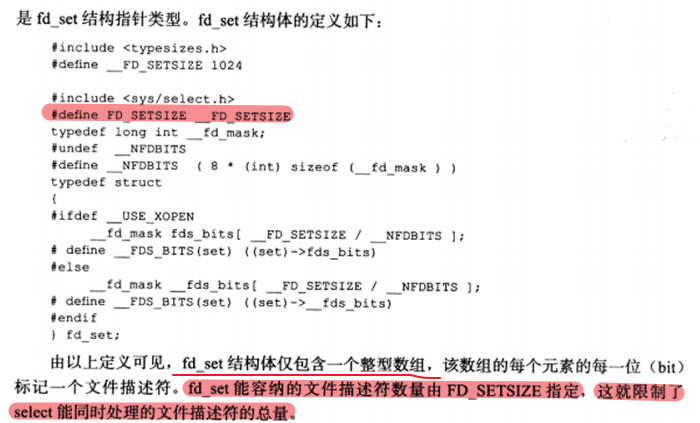 是 fd_set 结构指针类型。fd_set 结构体的定义如下：
#include <typesizes.h>
#define __FD_SETSIZE 1024
#include <sys/select.h>
#define FD_SETSIZE __FD_SETSIZE
typedef long int __fd_mask;
#undef __NFDBITS
#define __NFDBITS ( 8 * (int) sizeof (__fd_mask ) )
typedef struct
{
#ifdef __USE_XOPEN
__fd_mask fds_bits[ __FD_SETSIZE / __NFDBITS ];
# define __FDS_BITS(set) ((set)->fds_bits)
#else
__fd_mask __fds_bits[ __FD_SETSIZE / __NFDBITS ];
# define __FDS_BITS(set) ((set)->__fds_bits)
#endif
} fd_set;
由以上定义可见，fd_set 结构体仅包含一个整型数组，该数组的每个元素的每一位（bit）
标记一个文件描述符。fd_set 能容纳的文件描述符数量由 FD_SETSIZE 指定，这就限制了
select 能同时处理的文件描述符的总量。